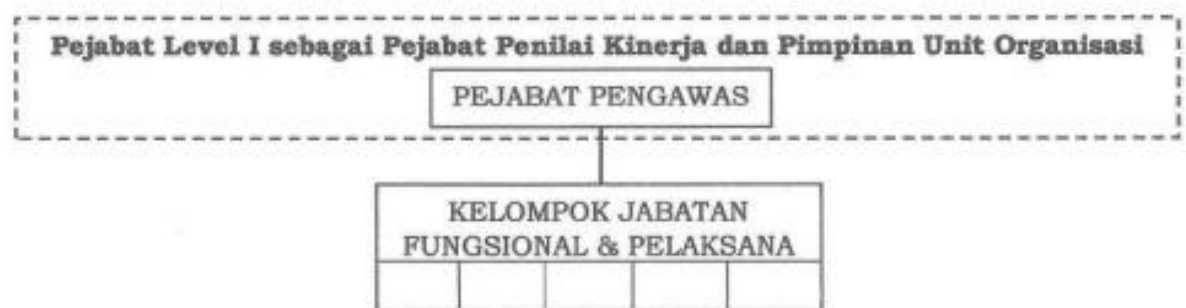 Pejabat Level I sebagai Pejabat Penilai Kinerja dan Pimpinan Unit Organisasi
PEJABAT PENGAWAS
KELOMPOK JABATAN
FUNGSIONAL & PELAKSANA